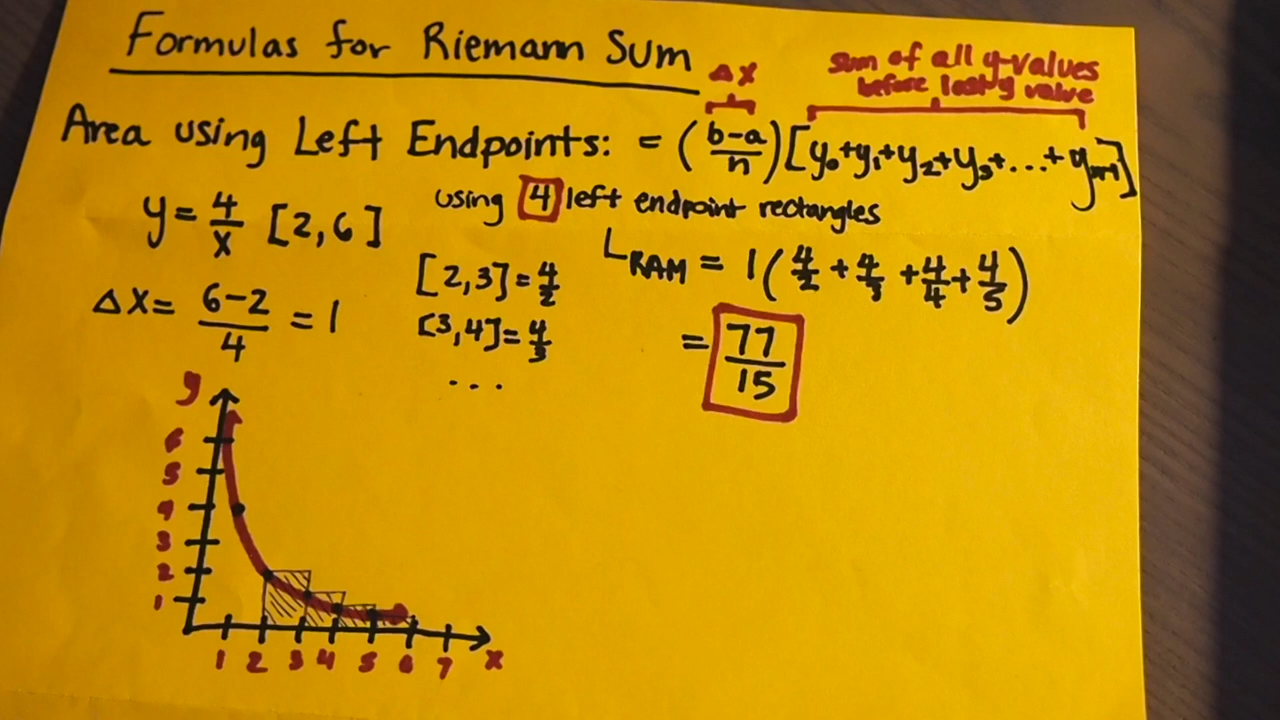 Formulas for Riemann Sum
Δx
sum of all y-values
before last y value
Area using Left Endpoints: = (b-a/n)[y₀+y₁+y₂+y₃+...+yₙ₋₁]
using 4 left endpoint rectangles
y = 4/x [2,6]
Δx = 6-2/4 = 1
[2,3] = 4/2
[3,4] = 4/3
...
LRAM = 1(4/2 + 4/3 + 4/4 + 4/5)
= 77/15
y
6
5
4
3
2
1
1 2 3 4 5 6 7 x